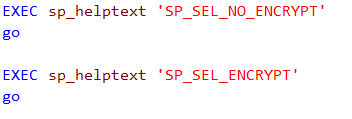 EXEC sp_helptext 'SP_SEL_NO_ENCRYPT'
go
EXEC sp_helptext 'SP_SEL_ENCRYPT'
go